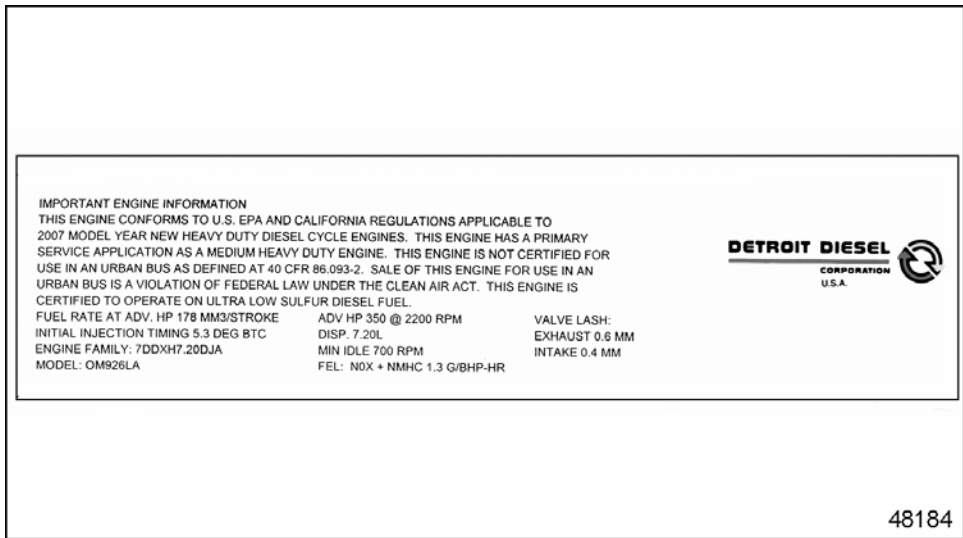 IMPORTANT ENGINE INFORMATION
THIS ENGINE CONFORMS TO U.S. EPA AND CALIFORNIA REGULATIONS APPLICABLE TO
2007 MODEL YEAR NEW HEAVY DUTY DIESEL CYCLE ENGINES. THIS ENGINE HAS A PRIMARY
SERVICE APPLICATION AS A MEDIUM HEAVY DUTY ENGINE. THIS ENGINE IS NOT CERTIFIED FOR
USE IN AN URBAN BUS AS DEFINED AT 40 CFR 86.093-2. SALE OF THIS ENGINE FOR USE IN AN
URBAN BUS IS A VIOLATION OF FEDERAL LAW UNDER THE CLEAN AIR ACT. THIS ENGINE IS
CERTIFIED TO OPERATE ON ULTRA LOW SULFUR DIESEL FUEL.
FUEL RATE AT ADV. HP 178 MM3/STROKE
INITIAL INJECTION TIMING 5.3 DEG BTC
ENGINE FAMILY: 7DDXH7.20DJA
MODEL: OM926LA
ADV HP 350 @ 2200 RPM
DISP. 7.20L
MIN IDLE 700 RPM
FEL: N0X + NMHC 1.3 G/BHP-HR
VALVE LASH:
EXHAUST 0.6 MM
INTAKE 0.4 MM
DETROIT DIESEL
CORPORATION
U.S.A.
48184